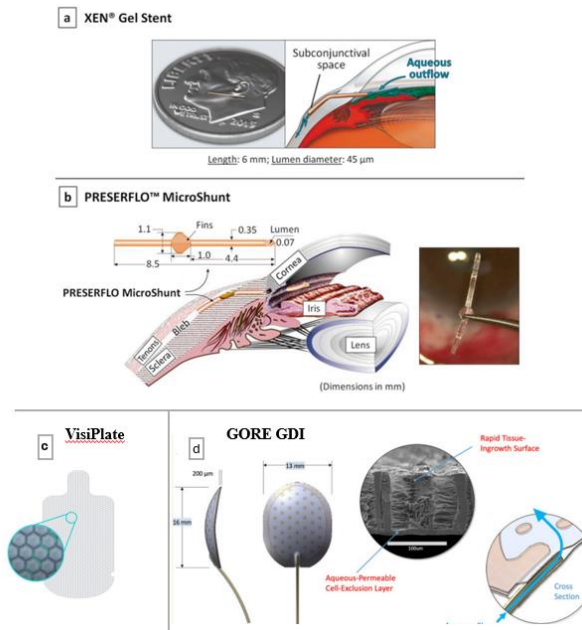 a XEN® Gel Stent
LIBERTY
2015
Subconjunctival
space
Aqueous
outflow
Length: 6 mm; Lumen diameter: 45 µm
b PRESERFLO™ MicroShunt
Fins
1.1
0.35
Lumen
0.07
1.0
4.4
8.5
PRESERFLO MicroShunt
Cornea
Iris
Bleb
Tenons
Sclera
Lens
(Dimensions in mm)
c VisiPlate
d GORE GDI
200 µm
13 mm
16 mm
Rapid Tissue-
Ingrowth Surface
100um
Aqueous-Permeable
Cell-Exclusion Layer
Cross
Section